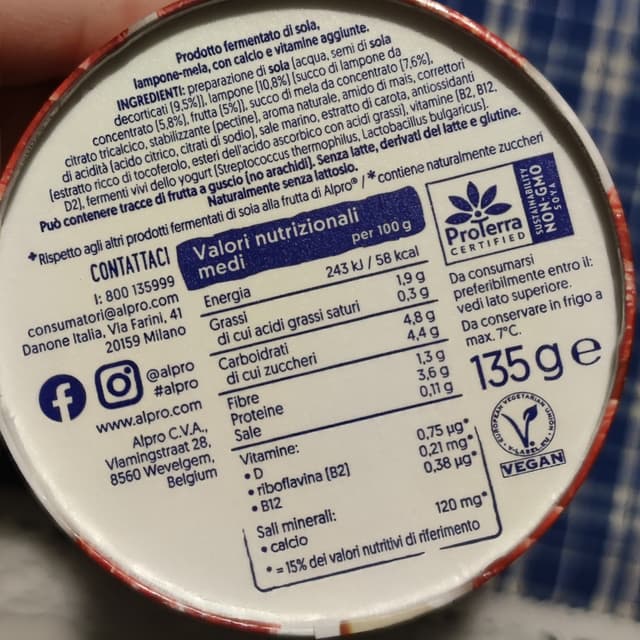 Prodotto fermentato di soia,
lampone-mela, con calcio e vitamine aggiunte.
INGREDIENTI: preparazione di soia [acqua, semi di soia
decorticati (9,5%)], lampone (10,8%) [succo di lampone da
concentrato (5,8%), frutta (5%)], succo di mela da concentrato (7,6%),
citrato tricalcico, stabilizzante (pectine), aroma naturale, amido di mais, correttori
di acidità (acido citrico, citrati di sodio), sale marino, estratto di carota, antiossidanti
(estratto ricco di tocoferolo, esteri dell'acido ascorbico con acidi grassi), vitamine (B2, B12,
D2), fermenti vivi dello yogurt (Streptococcus thermophilus, Lactobacillus bulgaricus).
Può contenere tracce di frutta a guscio (no arachidi). Senza latte, derivati del latte e glutine.
Naturalmente senza lattosio.
*Rispetto agli altri prodotti fermentati di soia alla frutta di Alpro® / *contiene naturalmente zuccheri
CONTATTACI
I: 800 135999
consumatori@alpro.com
Danone Italia, Via Farini, 41
20159 Milano
@alpro
#alpro
www.alpro.com
Alpro C.V.A.,
Vlamingstraat 28,
8560 Wevelgem,
Belgium
Valori nutrizionali
medi per 100 g
Energia 243 kJ / 58 kcal
Grassi 1,9 g
di cui acidi grassi saturi 0,3 g
Carboidrati 4,8 g
di cui zuccheri 4,4 g
Fibre 1,3 g
Proteine 3,6 g
Sale 0,11 g
Vitamine:
• D 0,75 µg*
• riboflavina (B2) 0,21 mg*
• B12 0,38 µg*
Sali minerali:
• calcio 120 mg*
* = 15% dei valori nutritivi di riferimento
ProTerra
CERTIFIED
SUSTAINABILITY
NON-GMO
SOYA
Da consumarsi
preferibilmente entro il:
vedi lato superiore.
Da conservare in frigo a
max. 7°C.
135 g e
EUROPEAN VEGETARIAN UNION
V-LABEL.EU
VEGAN